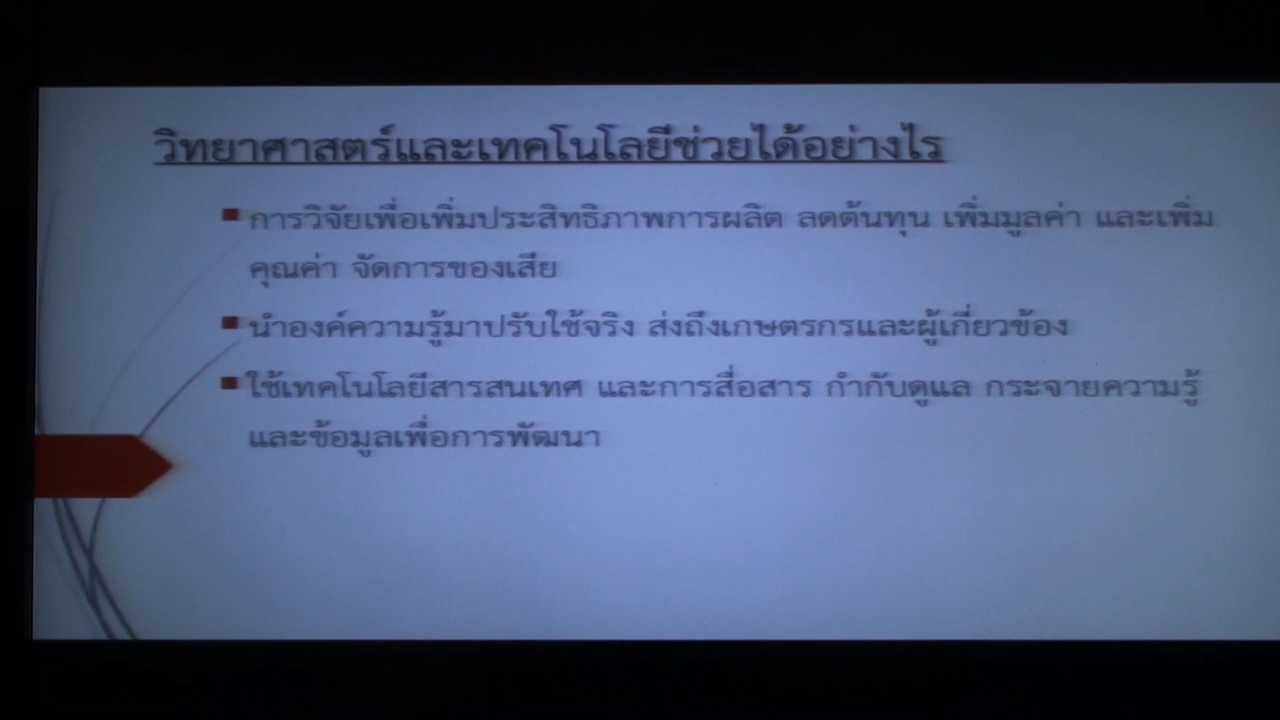 วิทยาศาสตร์และเทคโนโลยีช่วยได้อย่างไร
การวิจัยเพื่อเพิ่มประสิทธิภาพการผลิต ลดต้นทุน เพิ่มมูลค่า และเพิ่ม
คุณค่า จัดการของเสีย
นำองค์ความรู้มาปรับใช้จริง ส่งถึงเกษตรกรและผู้เกี่ยวข้อง
ใช้เทคโนโลยีสารสนเทศ และการสื่อสาร กำกับดูแล กระจายความรู้
และข้อมูลเพื่อการพัฒนา